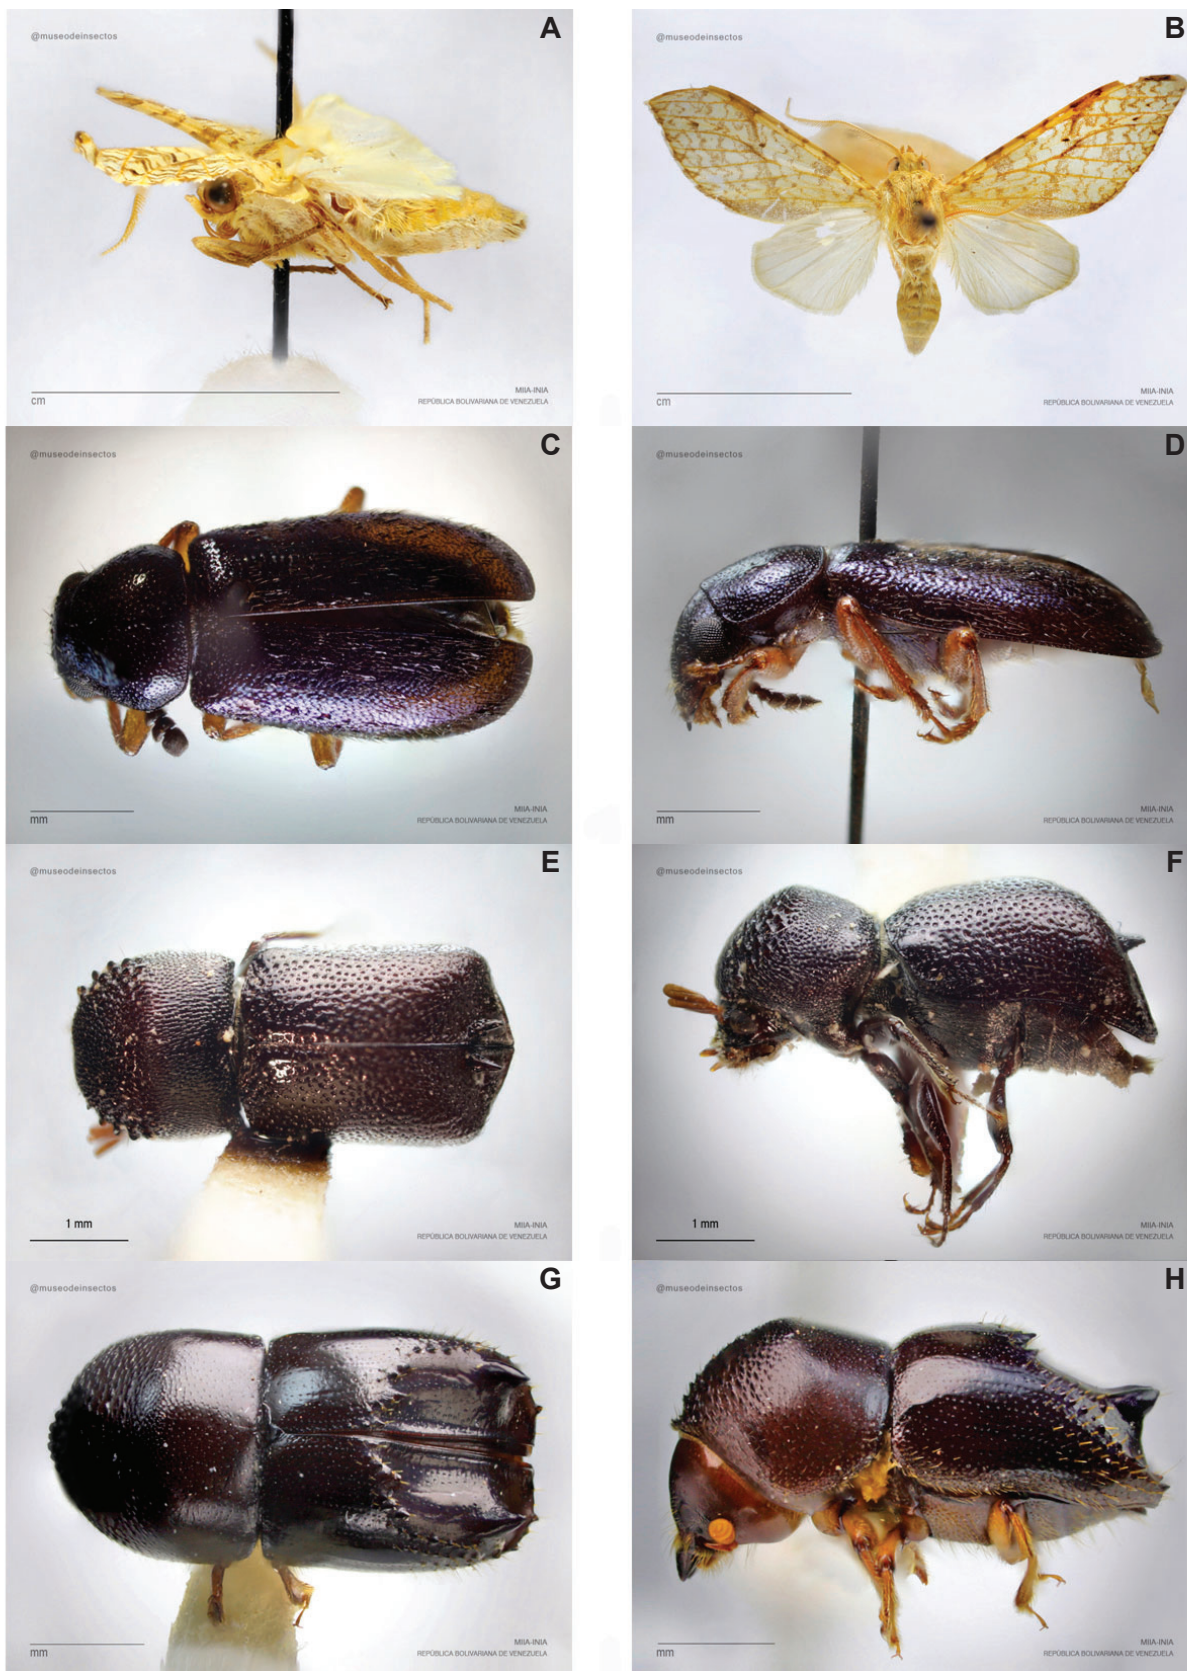 @museodeinsectos
A
cm
MIIA-INIA
REPÚBLICA BOLIVARIANA DE VENEZUELA
@museodeinsectos
B
cm
MIIA-INIA
REPÚBLICA BOLIVARIANA DE VENEZUELA
@museodeinsectos
C
mm
MIIA-INIA
REPÚBLICA BOLIVARIANA DE VENEZUELA
@museodeinsectos
D
mm
MIIA-INIA
REPÚBLICA BOLIVARIANA DE VENEZUELA
@museodeinsectos
E
1 mm
MIIA-INIA
REPÚBLICA BOLIVARIANA DE VENEZUELA
@museodeinsectos
F
1 mm
MIIA-INIA
REPÚBLICA BOLIVARIANA DE VENEZUELA
@museodeinsectos
G
mm
MIIA-INIA
REPÚBLICA BOLIVARIANA DE VENEZUELA
@museodeinsectos
H
mm
MIIA-INIA
REPÚBLICA BOLIVARIANA DE VENEZUELA